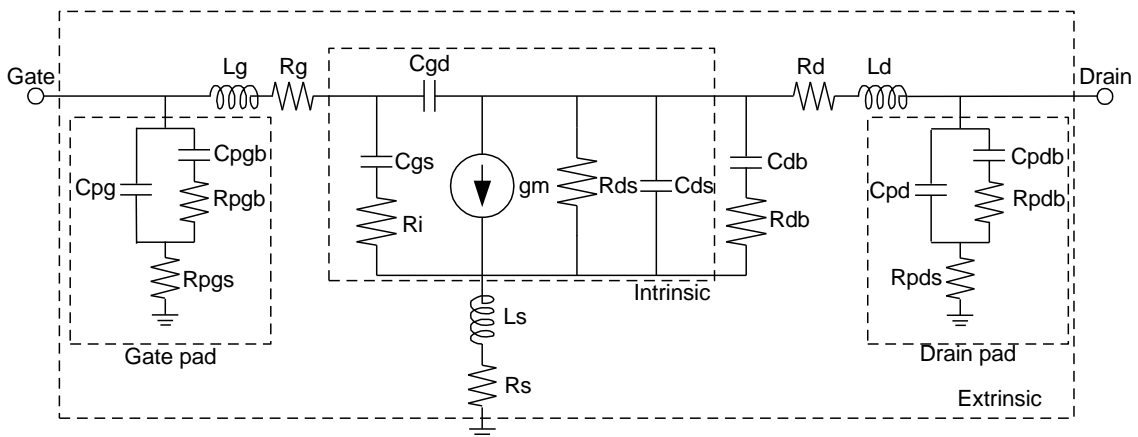 Lg
Rg
Cgd
Rd
Ld
Gate
Drain
Cpgb
Cpg
Rpgb
Rpgs
Gate pad
Cgs
Ri
gm
Rds
Cds
Cdb
Rdb
Intrinsic
Ls
Rs
Cpdb
Cpd
Rpdb
Rpds
Drain pad
Extrinsic